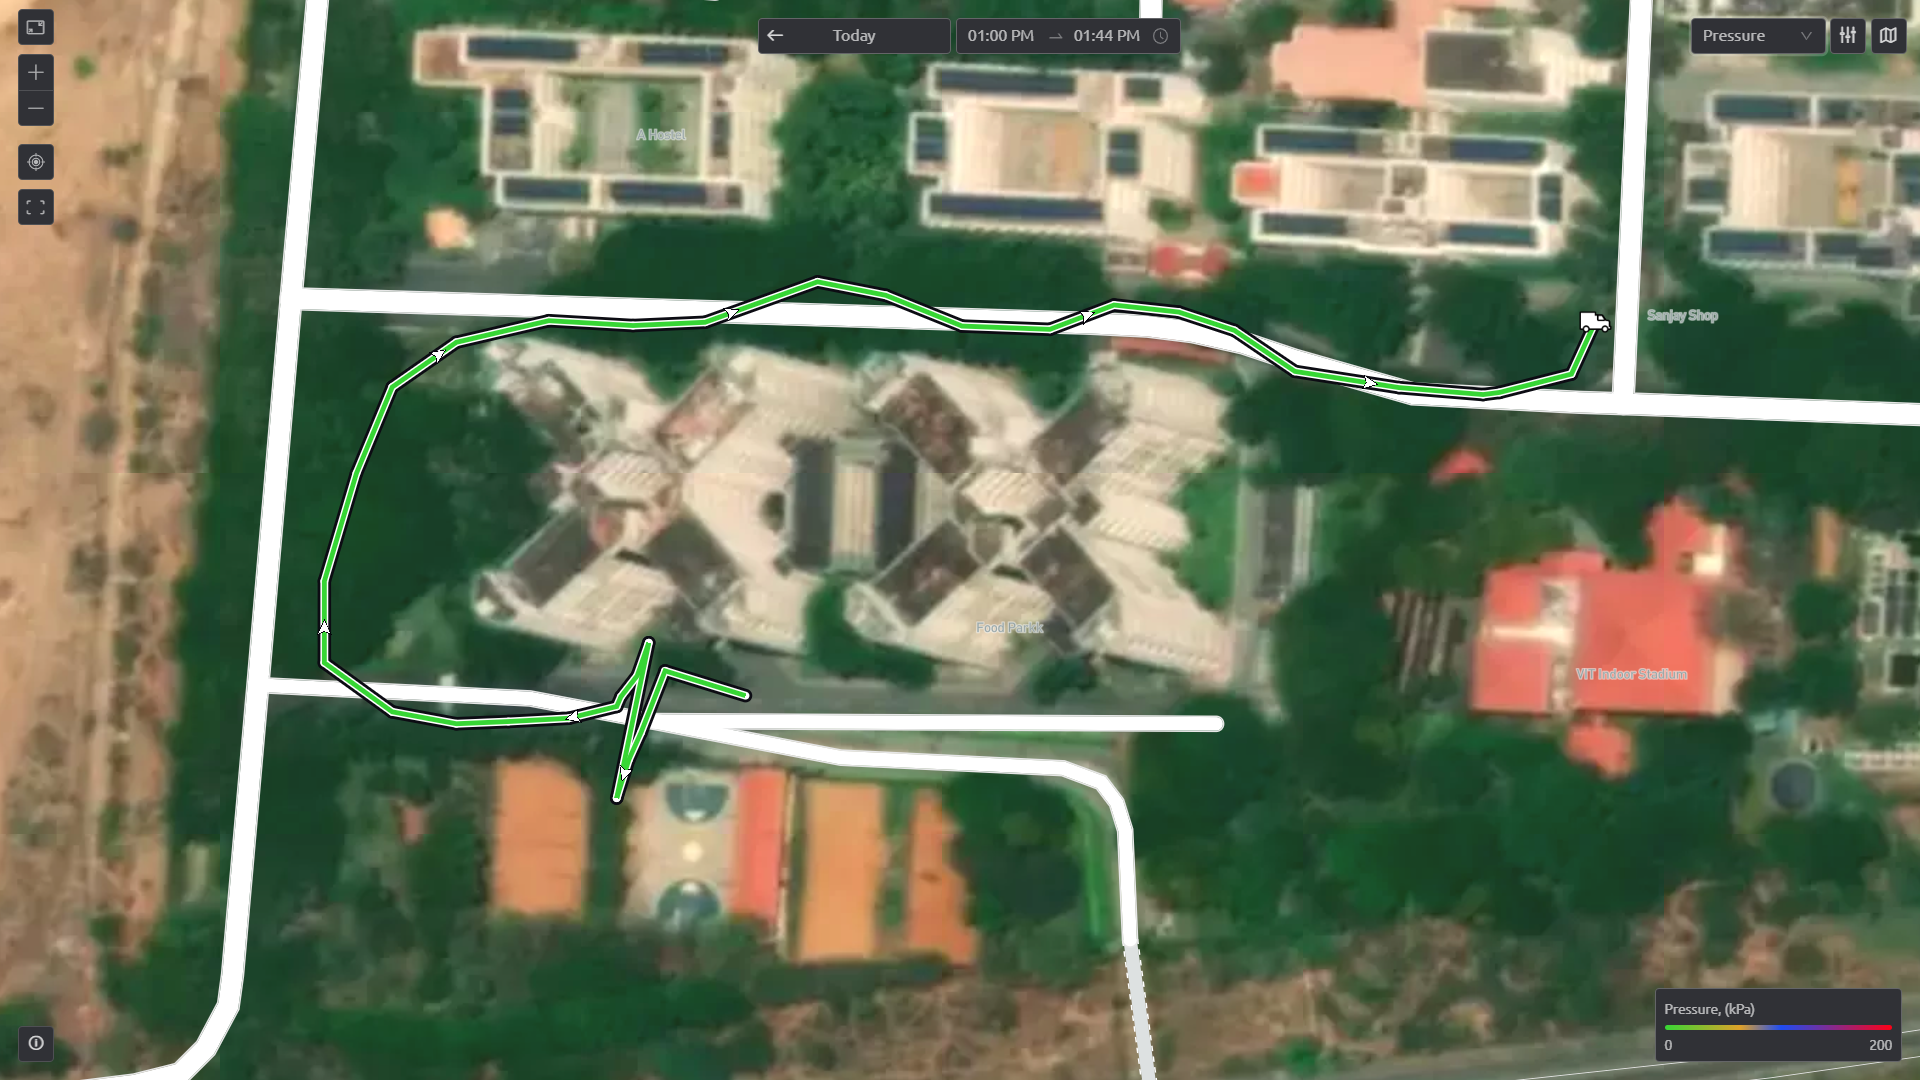 Today
01:00 PM → 01:44 PM
Pressure
A Hostel
Sanjay Shop
Food Parkk
VIT Indoor Stadium
Pressure, (kPa)
0 200